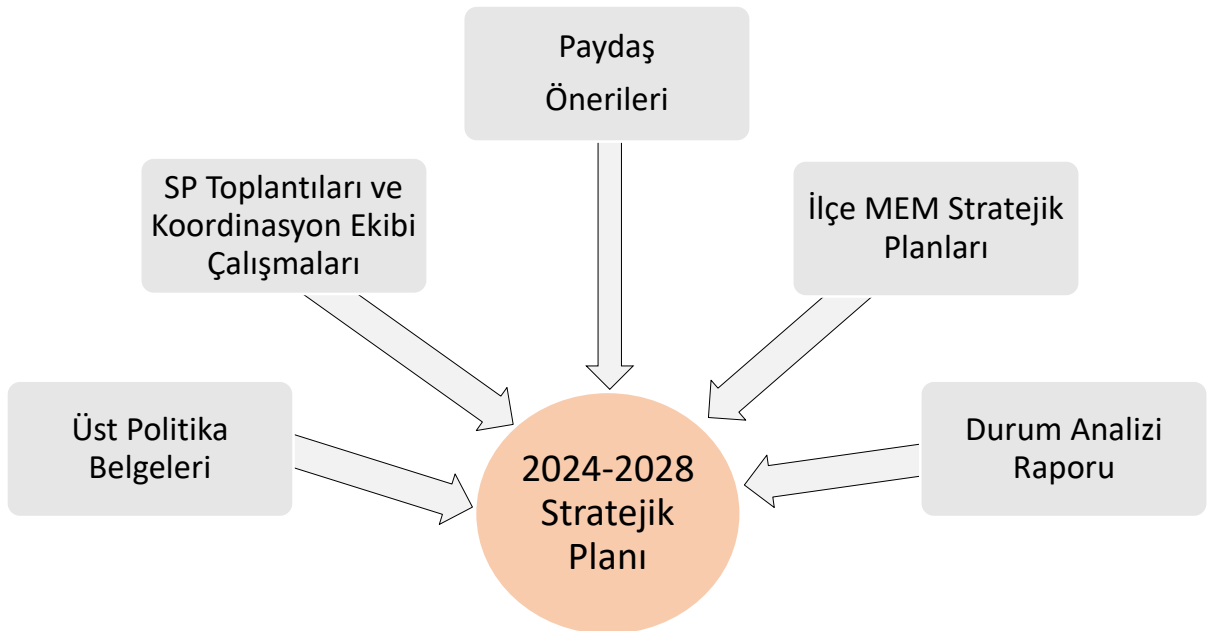 Paydaş
Önerileri
SP Toplantıları ve
Koordinasyon Ekibi
Çalışmaları
İlçe MEM Stratejik
Planları
Üst Politika
Belgeleri
Durum Analizi
Raporu
2024-2028
Stratejik
Planı